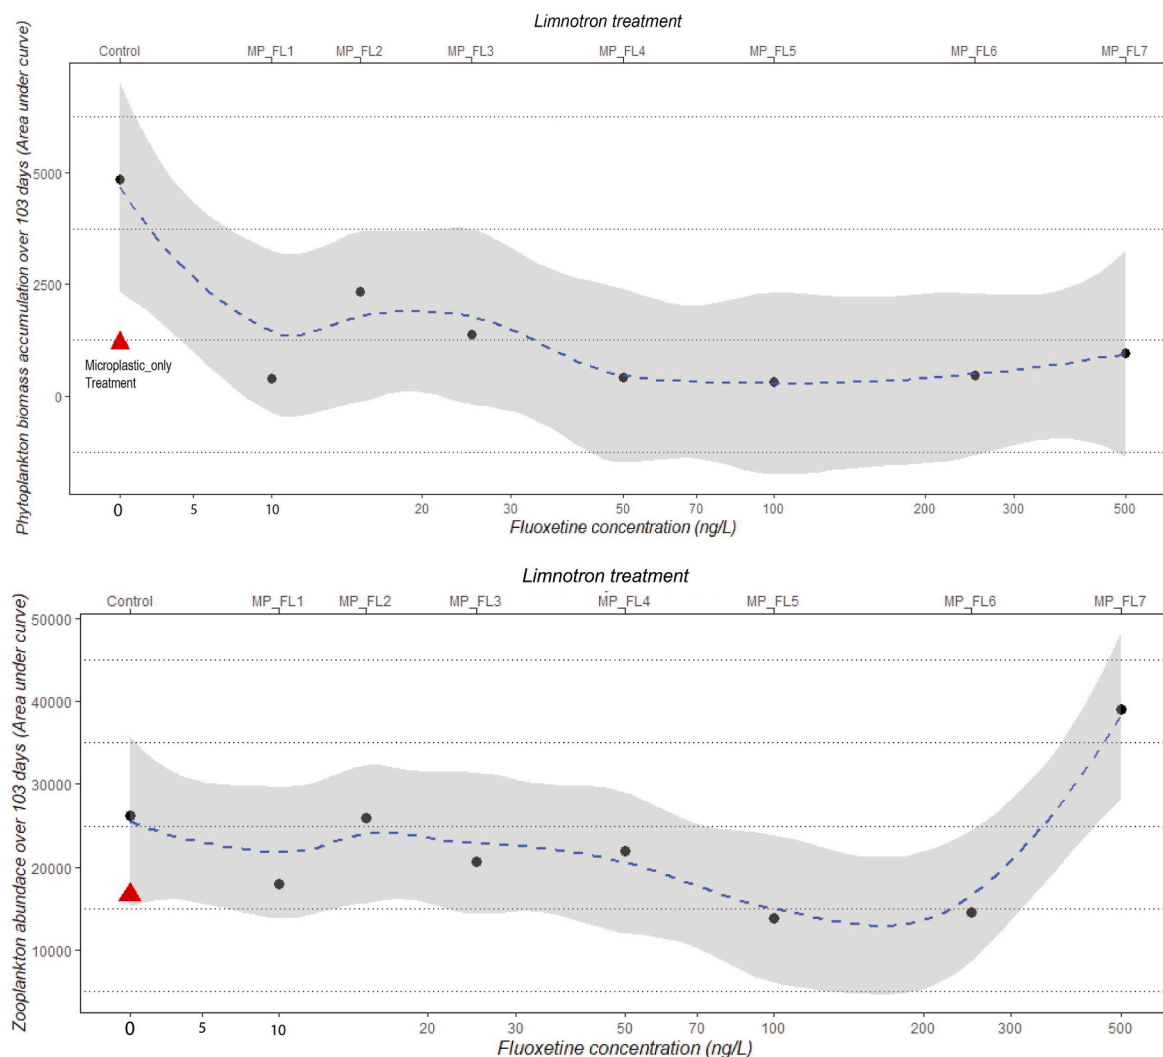 Limnotron treatment
Control MP_FL1 MP_FL2 MP_FL3 MP_FL4 MP_FL5 MP_FL6 MP_FL7
Phytoplankton biomass accumulation over 103 days (Area under curve)
5000
2500
0
Microplastic_only
Treatment
0 5 10 20 30 50 70 100 200 300 500
Fluoxetine concentration (ng/L)
Limnotron treatment
Control MP_FL1 MP_FL2 MP_FL3 MP_FL4 MP_FL5 MP_FL6 MP_FL7
Zooplankton abundace over 103 days (Area under curve)
50000
40000
30000
20000
10000
0 5 10 20 30 50 70 100 200 300 500
Fluoxetine concentration (ng/L)